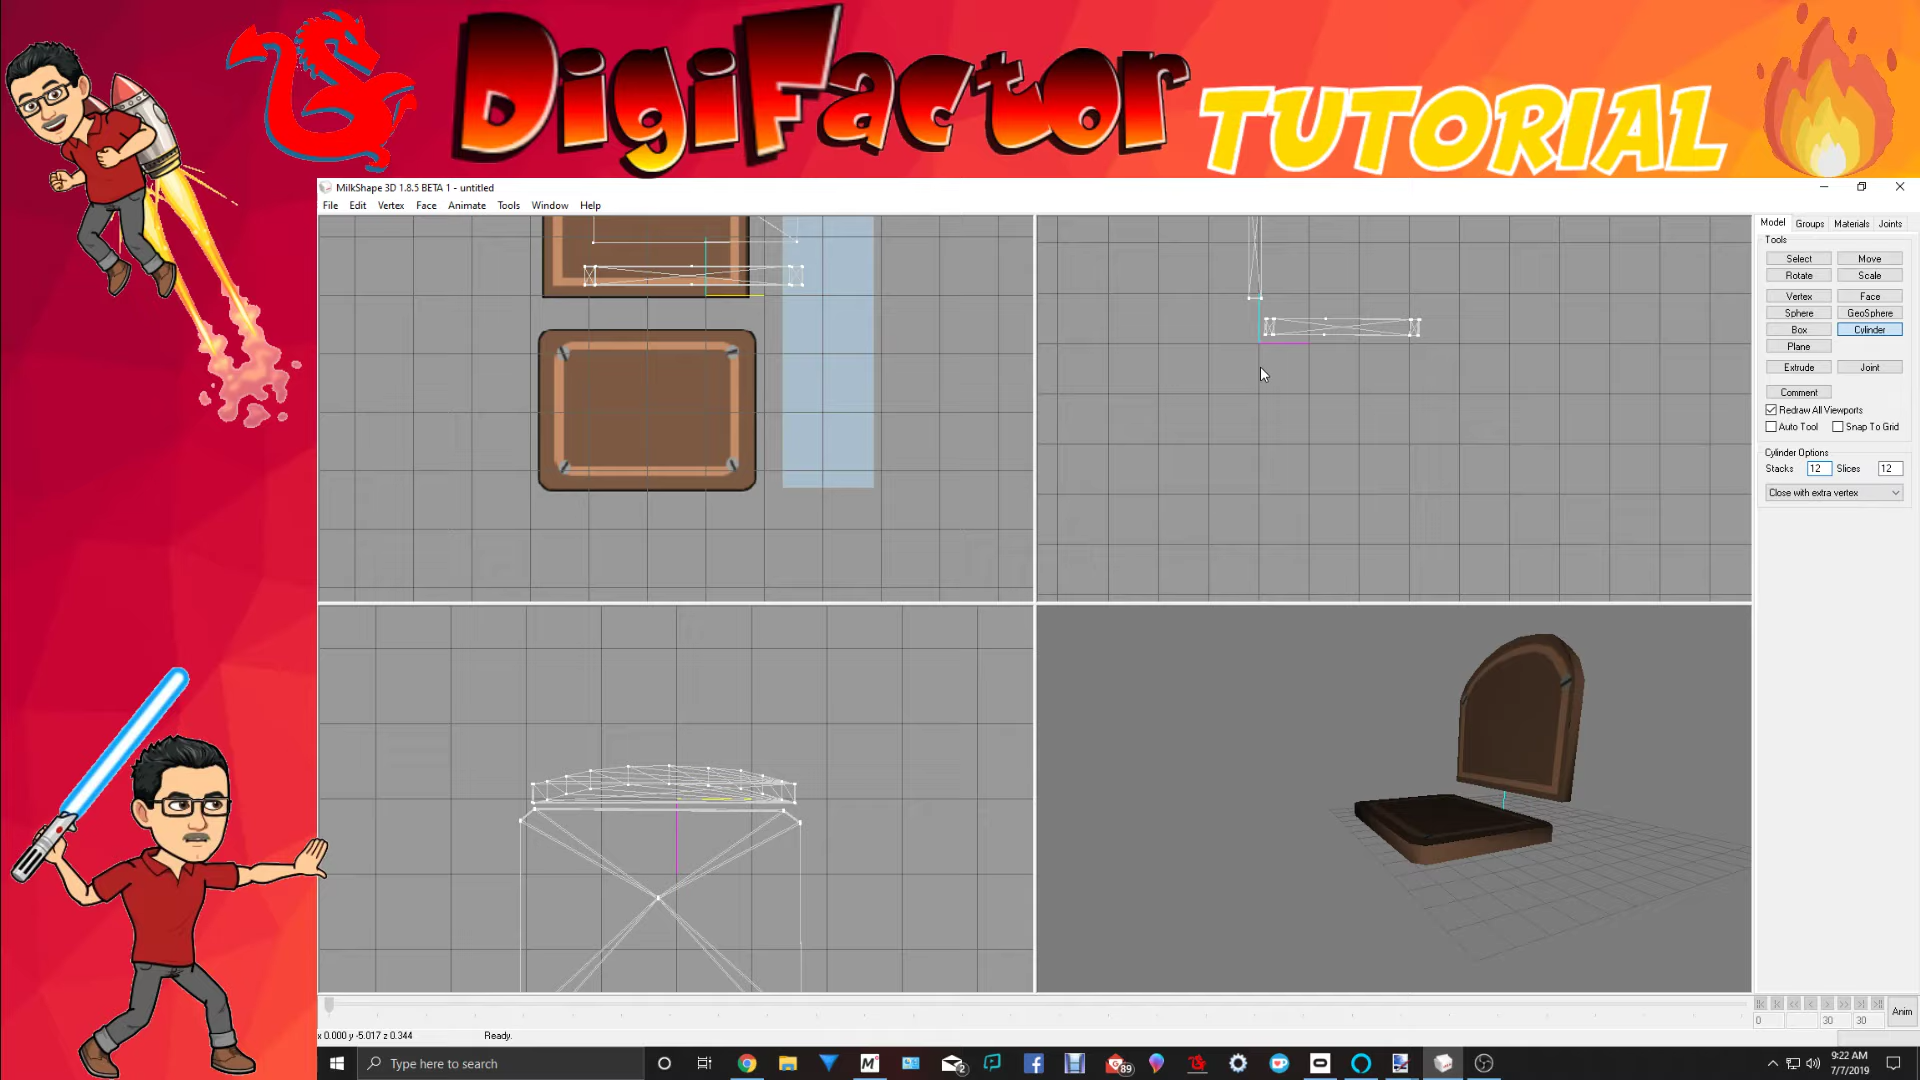 DigiFactor TUTORIAL
MilkShape 3D 1.8.5 BETA 1 - untitled
File Edit Vertex Face Animate Tools Window Help
Model Groups Materials Joints
Tools
Select Move
Rotate Scale
Vertex Face
Sphere GeoSphere
Box Cylinder
Plane
Extrude Joint
Comment
Redraw All Viewports
Auto Tool Snap To Grid
Cylinder Options
Stacks 12 Slices 12
Close with extra vertex
Anim
0 30 30
x 0.000 y -5.017 z 0.344 Ready.
Type here to search
2
89
9:22 AM
7/7/2019